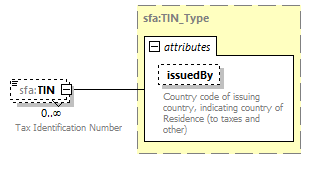 sfa:TIN_Type
attributes
issuedBy
Country code of issuing
country, indicating country of
Residence (to taxes and
other)
sfa:TIN
0..∞
Tax Identification Number